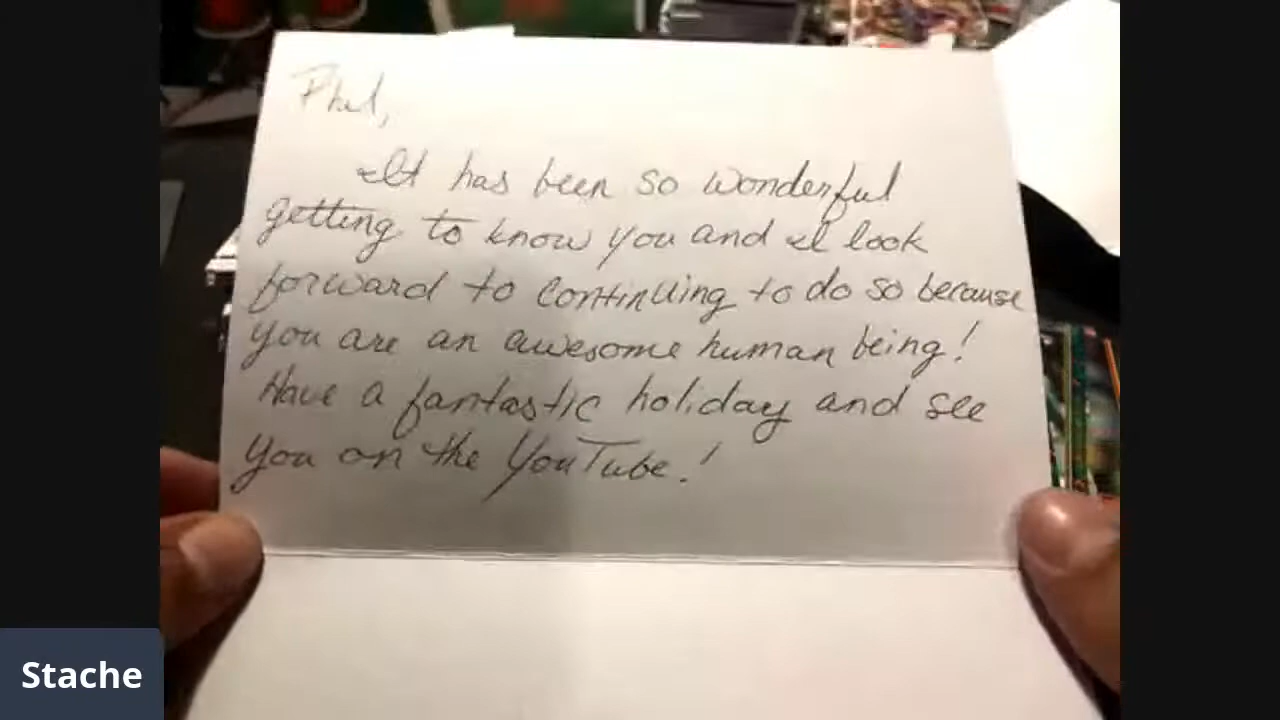 Phil,
It has been so wonderful
getting to know you and I look
forward to continuing to do so because
you are an awesome human being!
Have a fantastic holiday and see
you on the YouTube!
Stache